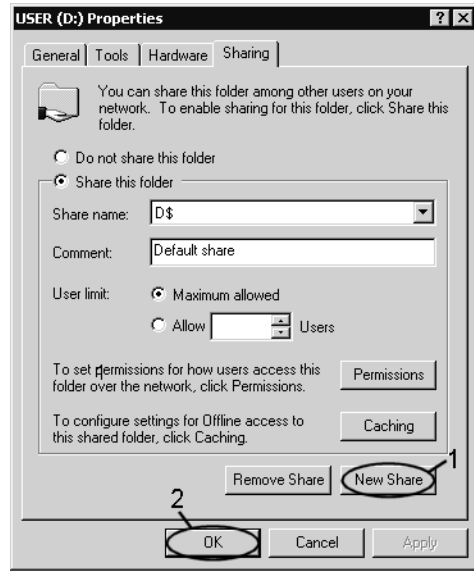 USER (D:) Properties
General Tools Hardware Sharing
You can share this folder among other users on your
network. To enable sharing for this folder, click Share this
folder.
Do not share this folder
Share this folder
Share name: D$
Comment: Default share
User limit: Maximum allowed
Allow Users
To set permissions for how users access this
folder over the network, click Permissions.
Permissions
To configure settings for Offline access to
this shared folder, click Caching.
Caching
1
Remove Share New Share
2
OK Cancel Apply